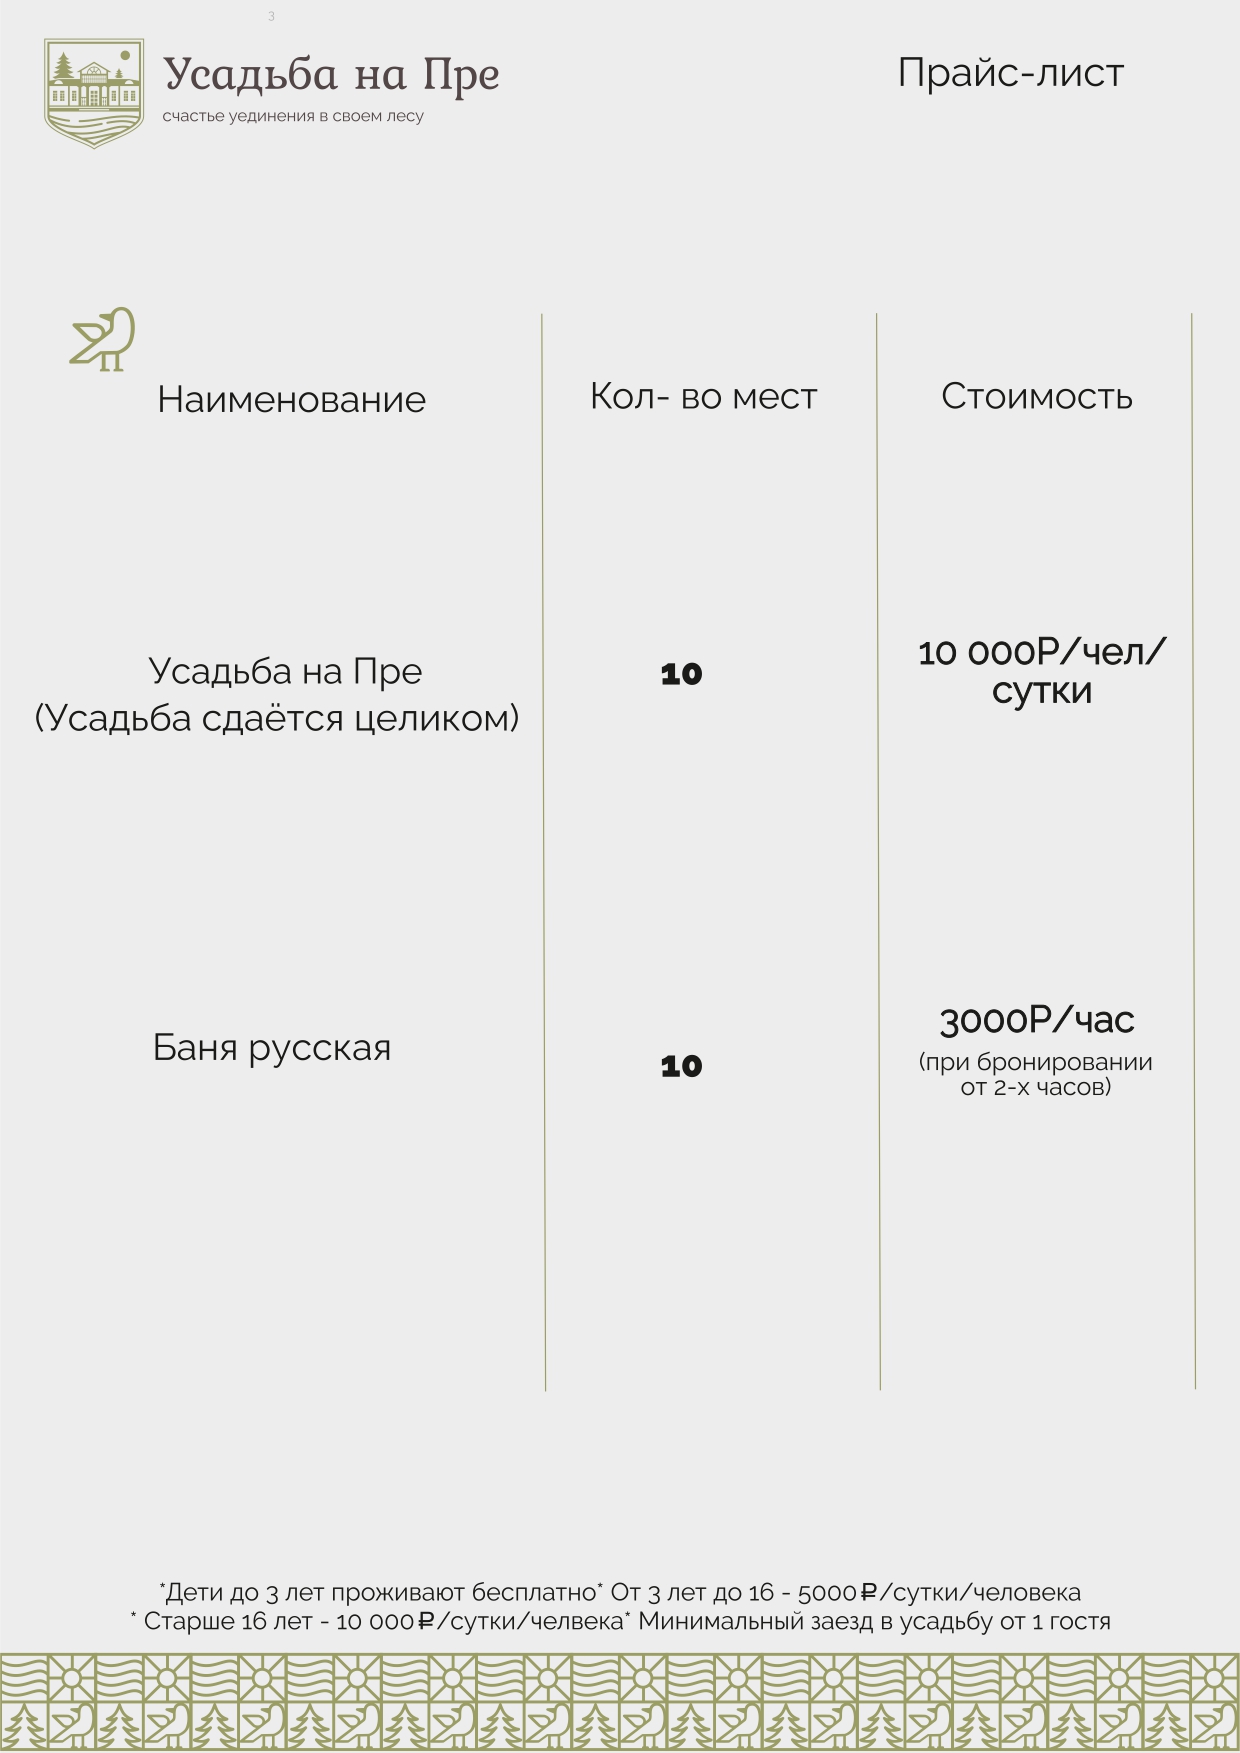 3
Усадьба на Пре
счастье уединения в своем лесу
Прайс-лист
Наименование
Кол- во мест
Стоимость
Усадьба на Пре
(Усадьба сдаётся целиком)
10
10 000Р/чел/
сутки
Баня русская
10
3000Р/час
(при бронировании
от 2-х часов)
*Дети до 3 лет проживают бесплатно* От 3 лет до 16 - 5000₽/сутки/человека
* Старше 16 лет - 10 000₽/сутки/челвека* Минимальный заезд в усадьбу от 1 гостя